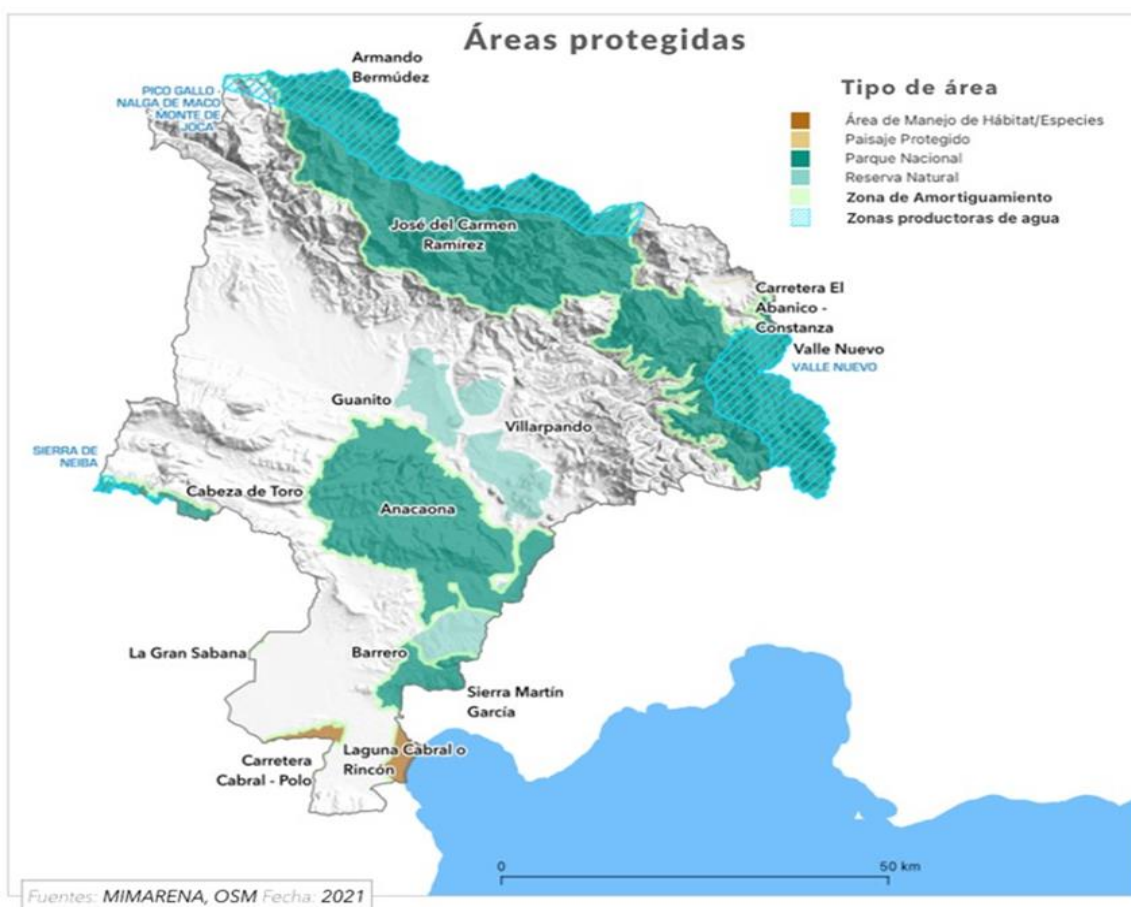 Áreas protegidas
Armando
Bermúdez
PICO GALLO -
NALGA DE MACO
MONTE DE
JOCA
Tipo de área
Área de Manejo de Hábitat/Especies
Paisaje Protegido
Parque Nacional
Reserva Natural
Zona de Amortiguamiento
Zonas productoras de agua
José del Carmen
Ramírez
Carretera El
Abanico -
Constanza
Valle Nuevo
VALLE NUEVO
Guanito
Villarpando
SIERRA DE
NEIBA
Cabeza de Toro
Anacaona
La Gran Sabana
Barrero
Sierra Martín
García
Carretera
Cabral - Polo
Laguna Cabral o
Rincón
0 50 km
Fuentes: MIMARENA, OSM Fecha: 2021